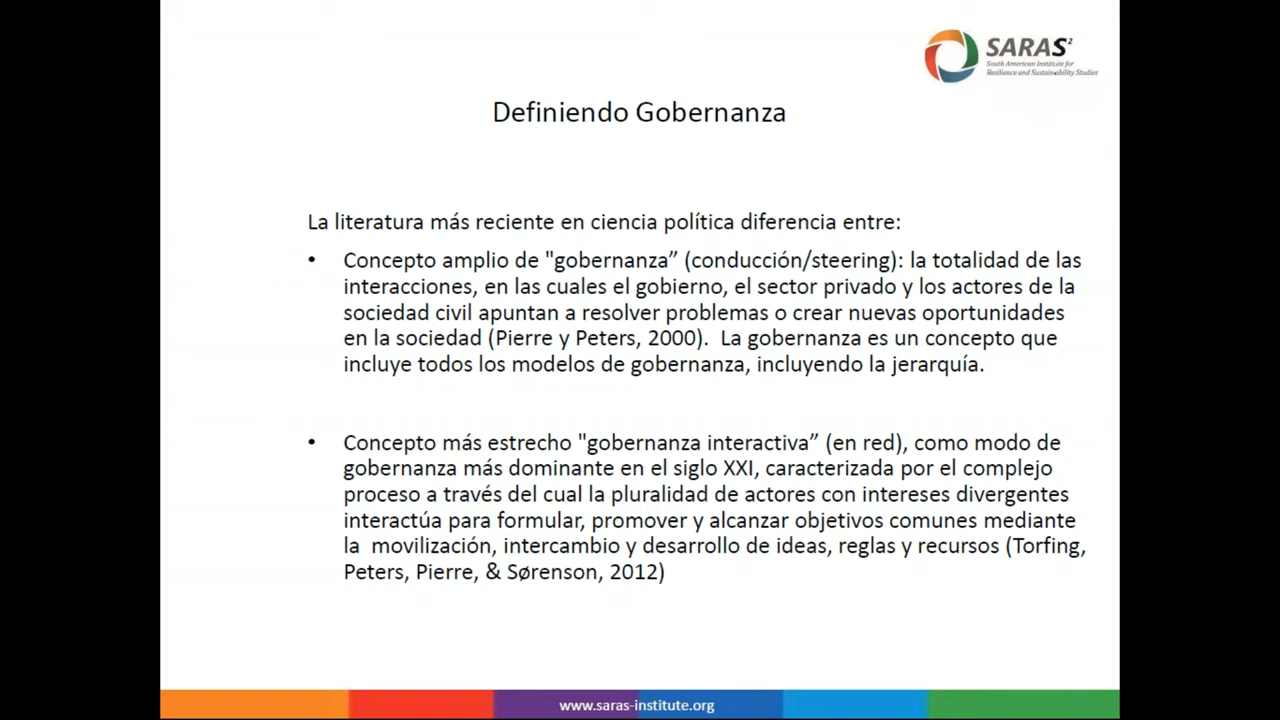 SARAS²
South American Institute for
Resilience and Sustainability Studies
Definiendo Gobernanza
La literatura más reciente en ciencia política diferencia entre:
• Concepto amplio de "gobernanza” (conducción/steering): la totalidad de las
interacciones, en las cuales el gobierno, el sector privado y los actores de la
sociedad civil apuntan a resolver problemas o crear nuevas oportunidades
en la sociedad (Pierre y Peters, 2000).  La gobernanza es un concepto que
incluye todos los modelos de gobernanza, incluyendo la jerarquía.
• Concepto más estrecho "gobernanza interactiva” (en red), como modo de
gobernanza más dominante en el siglo XXI, caracterizada por el complejo
proceso a través del cual la pluralidad de actores con intereses divergentes
interactúa para formular, promover y alcanzar objetivos comunes mediante
la  movilización, intercambio y desarrollo de ideas, reglas y recursos (Torfing,
Peters, Pierre, & Sørenson, 2012)
www.saras-institute.org